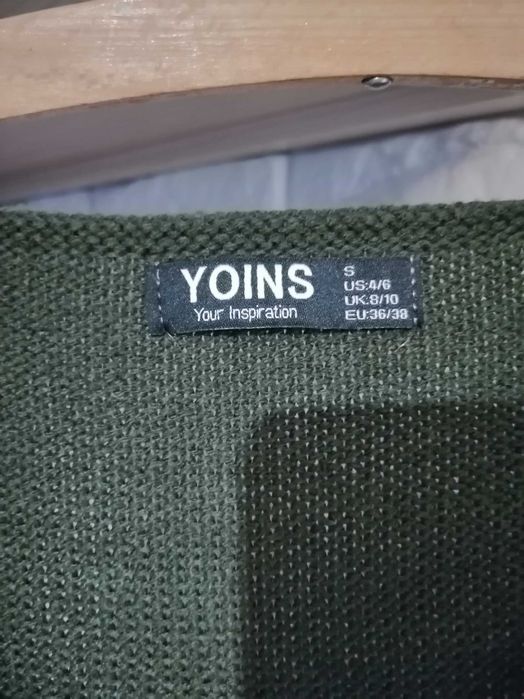 YOINS
Your Inspiration
S
US:4/6
UK:8/10
EU:36/38